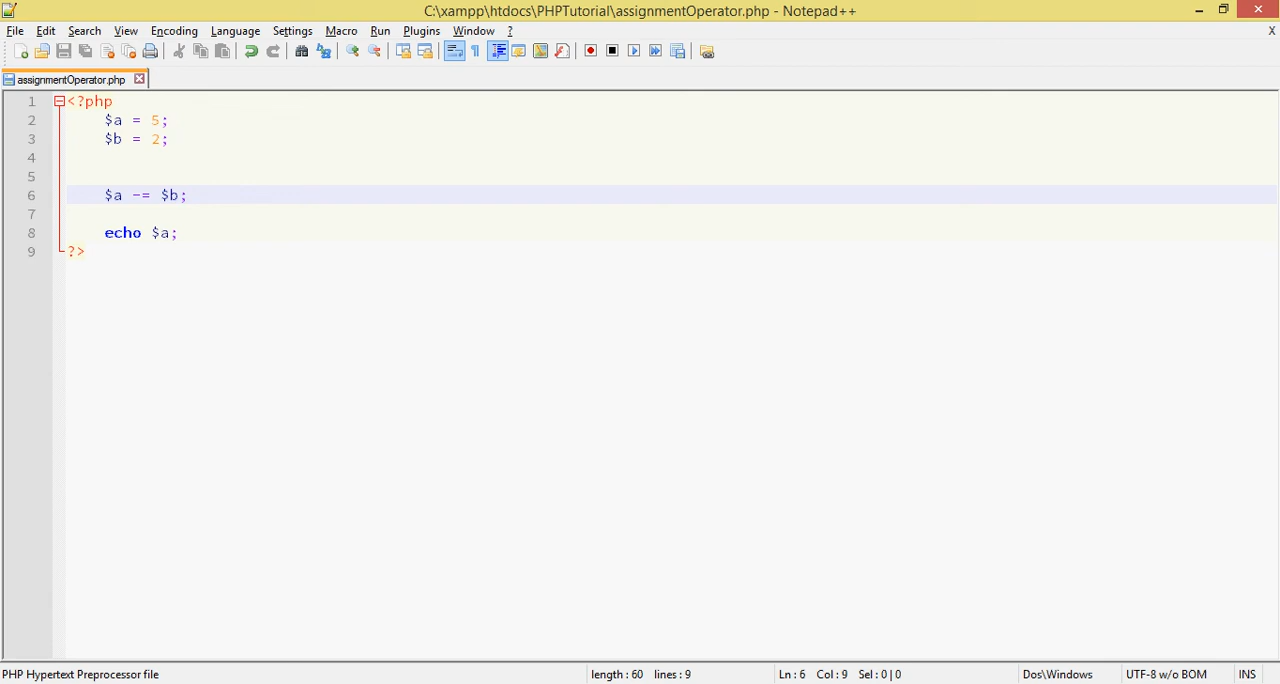 C:\xampp\htdocs\PHPTutorial\assignmentOperator.php - Notepad++
File Edit Search View Encoding Language Settings Macro Run Plugins Window ? X
assignmentOperator.php
1 <?php
2 $a = 5;
3 $b = 2;
4
5
6 $a -= $b;
7
8 echo $a;
9 ?>
PHP Hypertext Preprocessor file length : 60 lines : 9 Ln : 6 Col : 9 Sel : 0 | 0 Dos\Windows UTF-8 w/o BOM INS